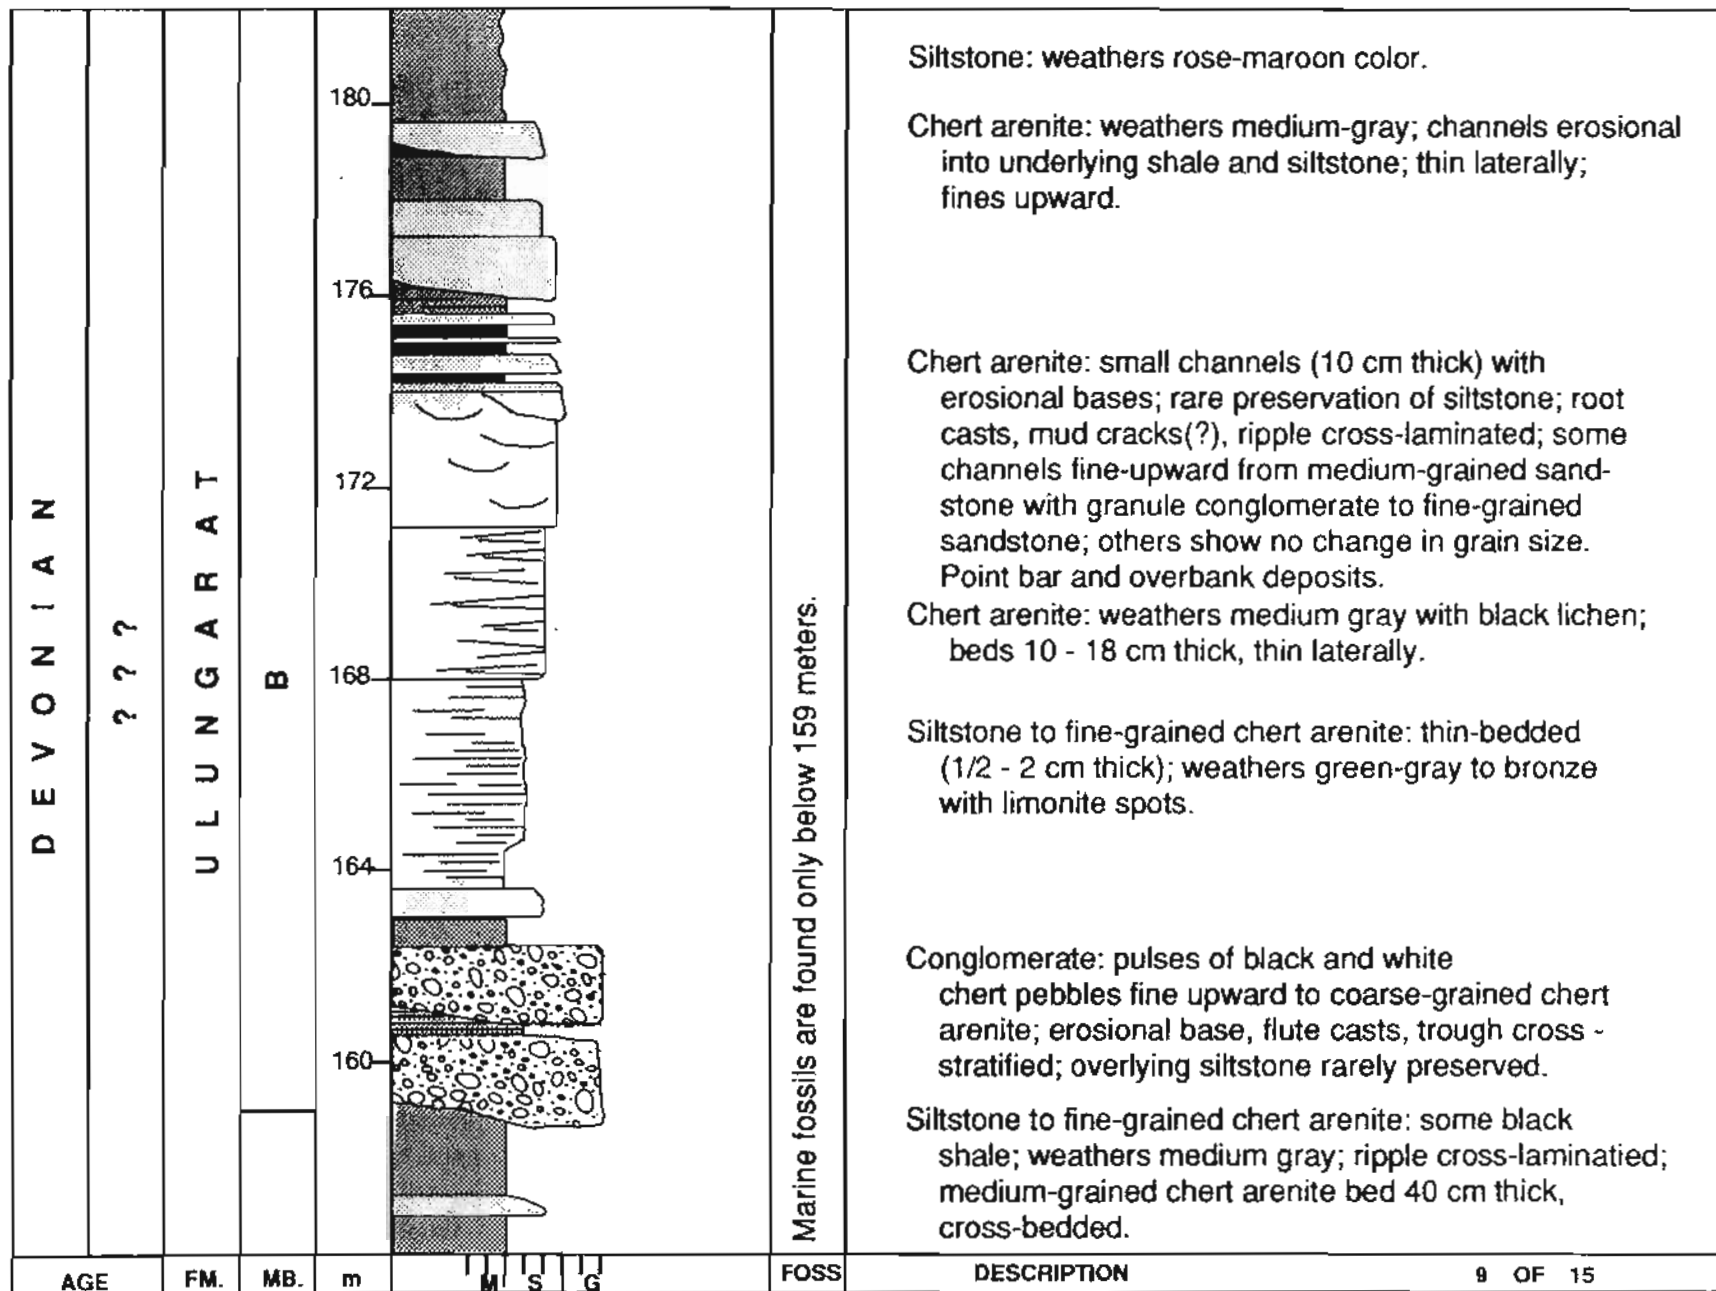 DEVONIAN
? ? ?
ULUNGARAT
B
180
176
172
168
164
160
Marine fossils are found only below 159 meters.
Siltstone: weathers rose-maroon color.
Chert arenite: weathers medium-gray; channels erosional
into underlying shale and siltstone; thin laterally;
fines upward.
Chert arenite: small channels (10 cm thick) with
erosional bases; rare preservation of siltstone; root
casts, mud cracks(?), ripple cross-laminated; some
channels fine-upward from medium-grained sand-
stone with granule conglomerate to fine-grained
sandstone; others show no change in grain size.
Point bar and overbank deposits.
Chert arenite: weathers medium gray with black lichen;
beds 10 - 18 cm thick, thin laterally.
Siltstone to fine-grained chert arenite: thin-bedded
(1/2 - 2 cm thick); weathers green-gray to bronze
with limonite spots.
Conglomerate: pulses of black and white
chert pebbles fine upward to coarse-grained chert
arenite; erosional base, flute casts, trough cross -
stratified; overlying siltstone rarely preserved.
Siltstone to fine-grained chert arenite: some black
shale; weathers medium gray; ripple cross-laminatied;
medium-grained chert arenite bed 40 cm thick,
cross-bedded.
AGE FM. MB. m M S G FOSS DESCRIPTION 9 OF 15